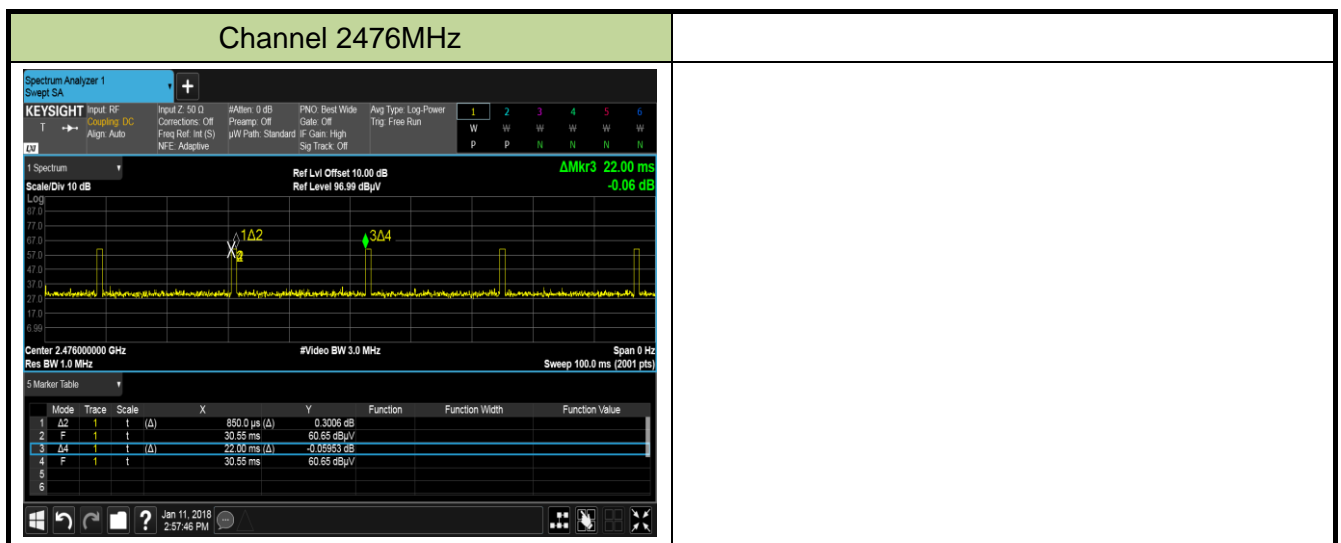 Channel 2476MHz
Spectrum Analyzer 1
Swept SA
+
KEYSIGHT
T
LXI
Input: RF
Coupling: DC
Align: Auto
Input Z: 50 Ω
Corrections: Off
Freq Ref: Int (S)
NFE: Adaptive
#Atten: 0 dB
Preamp: Off
µW Path: Standard
PNO: Best Wide
Gate: Off
IF Gain: High
Sig Track: Off
Avg Type: Log-Power
Trig: Free Run
1 2 3 4 5 6
W W W W W W
P P N N N N
1 Spectrum
Scale/Div 10 dB
Ref Lvl Offset 10.00 dB
Ref Level 96.99 dBµV
ΔMkr3 22.00 ms
-0.06 dB
Log
87.0
77.0
67.0
57.0
47.0
37.0
27.0
17.0
6.99
1Δ2
3Δ4
Center 2.476000000 GHz
Res BW 1.0 MHz
#Video BW 3.0 MHz
Span 0 Hz
Sweep 100.0 ms (2001 pts)
5 Marker Table
Mode Trace Scale X Y Function Function Width Function Value
1 Δ2 1 t (Δ) 850.0 µs (Δ) 0.3006 dB
2 F 1 t 30.55 ms 60.65 dBµV
3 Δ4 1 t (Δ) 22.00 ms (Δ) -0.05953 dB
4 F 1 t 30.55 ms 60.65 dBµV
5
6
?
Jan 11, 2018
2:57:46 PM